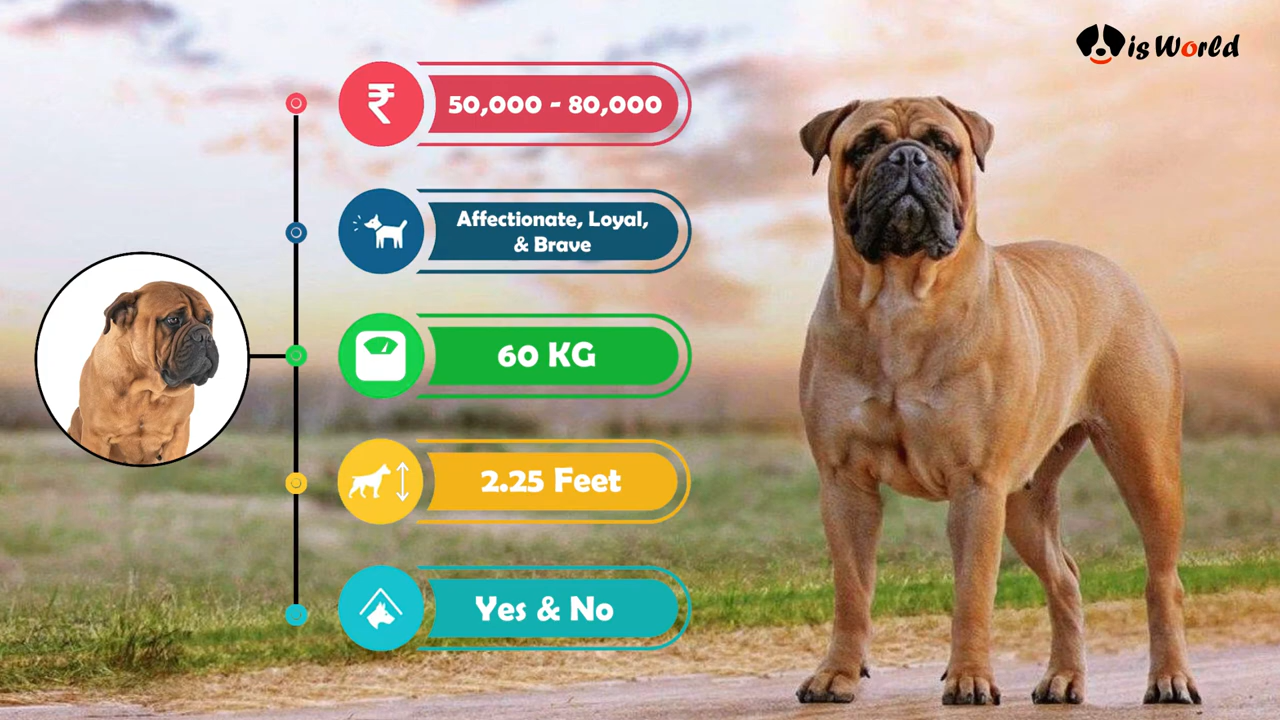 is World
₹ 50,000 - 80,000
Affectionate, Loyal,
& Brave
60 KG
2.25 Feet
Yes & No